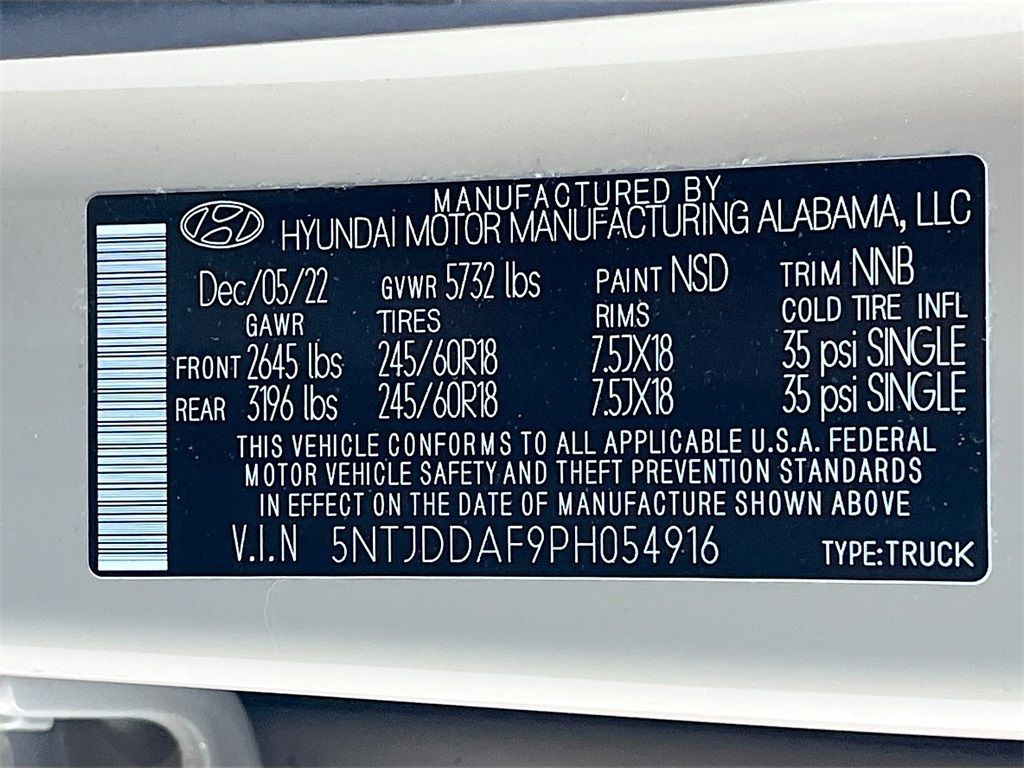 MANUFACTURED BY
HYUNDAI MOTOR MANUFACTURING ALABAMA, LLC
Dec/05/22 GVWR 5732 lbs PAINT NSD TRIM NNB
GAWR TIRES RIMS COLD TIRE INFL
FRONT 2645 lbs 245/60R18 7.5JX18 35 psi SINGLE
REAR 3196 lbs 245/60R18 7.5JX18 35 psi SINGLE
THIS VEHICLE CONFORMS TO ALL APPLICABLE U.S.A. FEDERAL
MOTOR VEHICLE SAFETY AND THEFT PREVENTION STANDARDS
IN EFFECT ON THE DATE OF MANUFACTURE SHOWN ABOVE
V.I.N 5NTJDDAF9PH054916 TYPE:TRUCK